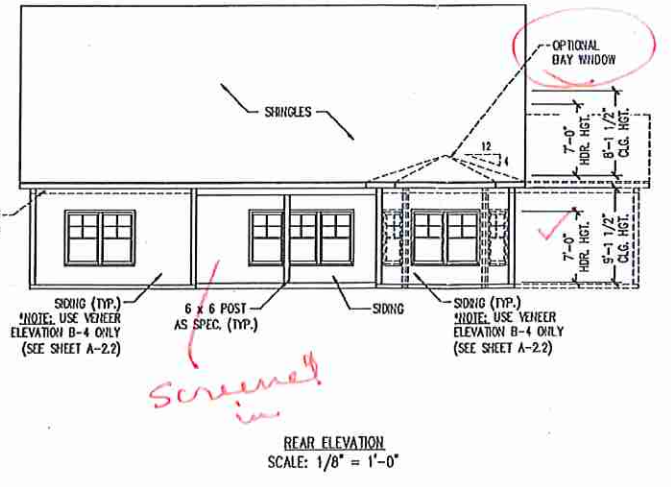 OPTIONAL
BAY WINDOW
SHINGLES
12
4
7'-0"
HDR. HGT.
8'-1 1/2"
CLG. HGT.
7'-0"
HDR. HGT.
9'-1 1/2"
CLG. HGT.
SIDING (TYP.)
*NOTE: USE VENEER
ELEVATION B-4 ONLY
(SEE SHEET A-2.2)
6 x 6 POST
AS SPEC. (TYP.)
SIDING
SIDING (TYP.)
*NOTE: USE VENEER
ELEVATION B-4 ONLY
(SEE SHEET A-2.2)
Screened
in
REAR ELEVATION
SCALE: 1/8" = 1'-0"